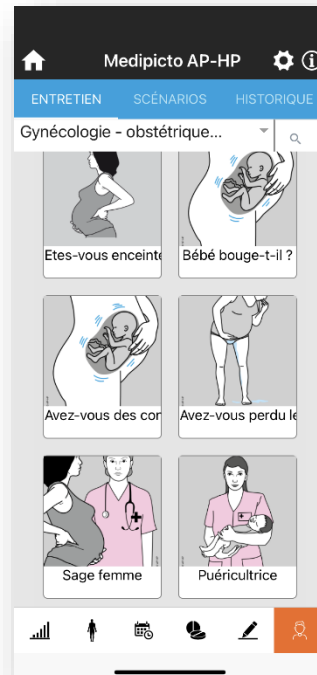 Medipicto AP-HP
ENTRETIEN SCÉNARIOS HISTORIQUE
Gynécologie - obstétrique...
Etes-vous enceinte
Bébé bouge-t-il ?
Avez-vous des con
Avez-vous perdu le
Sage femme
Puéricultrice